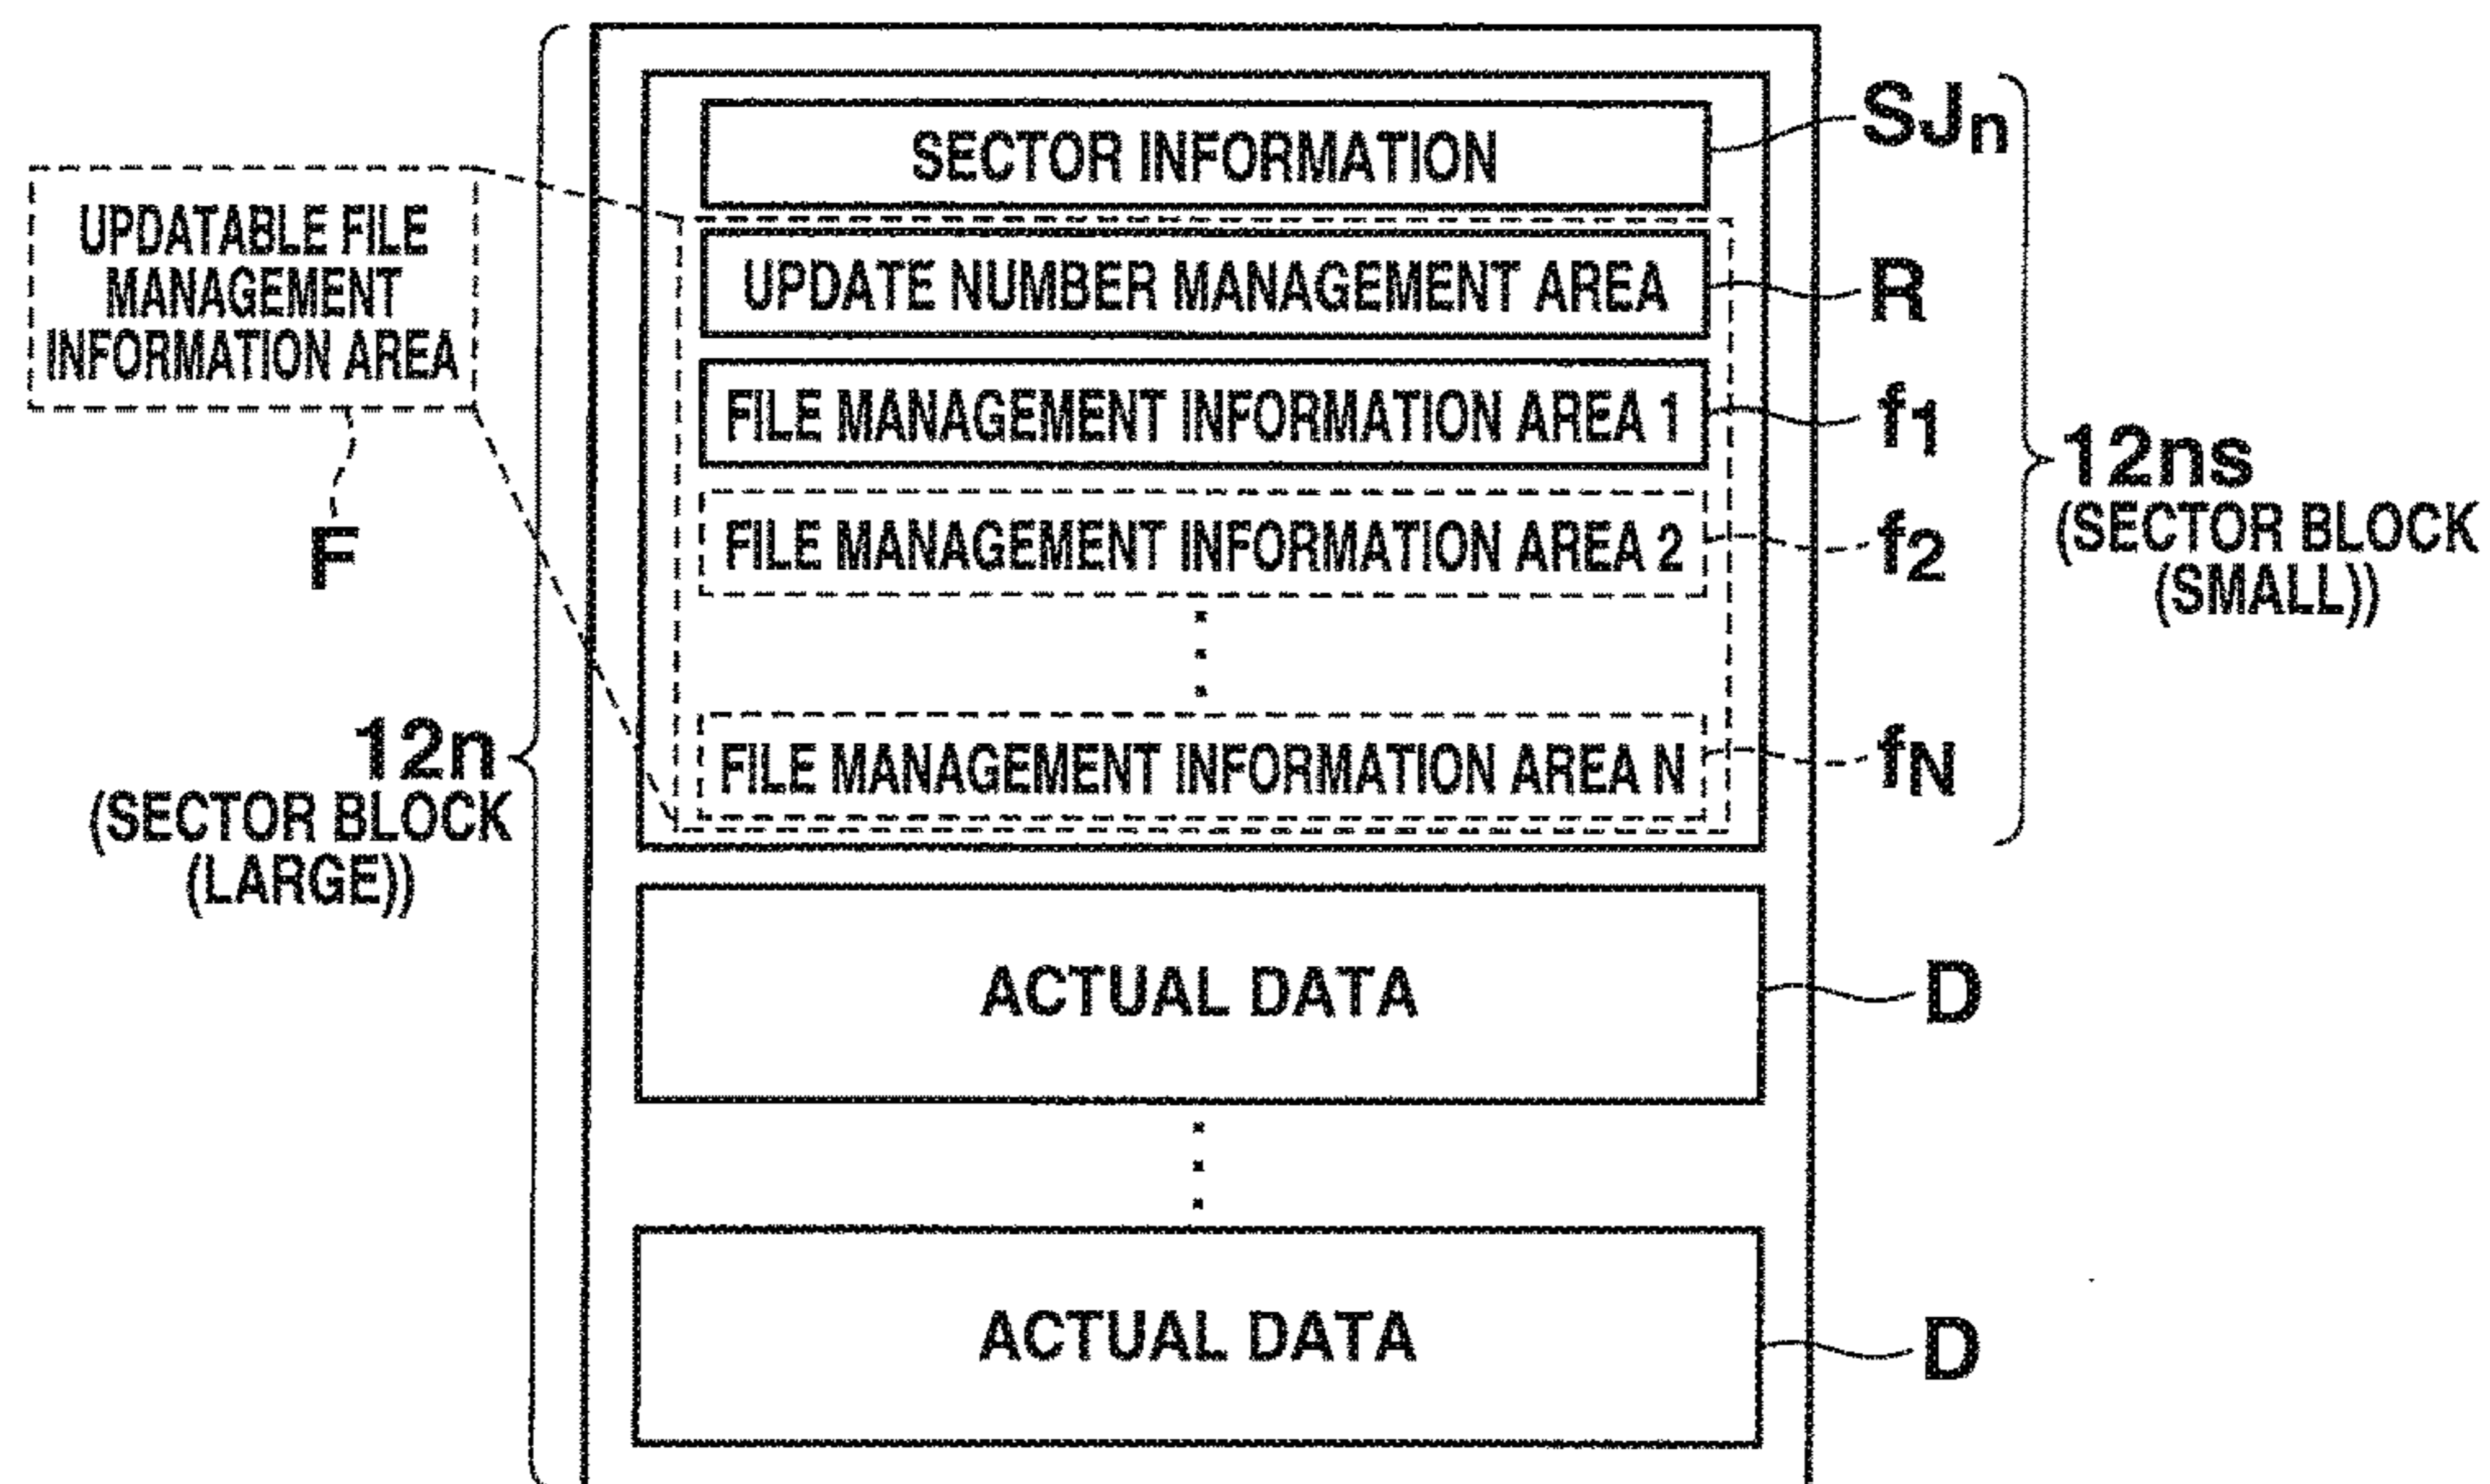 SECTOR INFORMATION
SJn
UPDATABLE FILE
MANAGEMENT
INFORMATION AREA
F
UPDATE NUMBER MANAGEMENT AREA
R
FILE MANAGEMENT INFORMATION AREA 1
f1
FILE MANAGEMENT INFORMATION AREA 2
f2
12ns
(SECTOR BLOCK
(SMALL))
FILE MANAGEMENT INFORMATION AREA N
fN
12n
(SECTOR BLOCK
(LARGE))
ACTUAL DATA
D
ACTUAL DATA
D